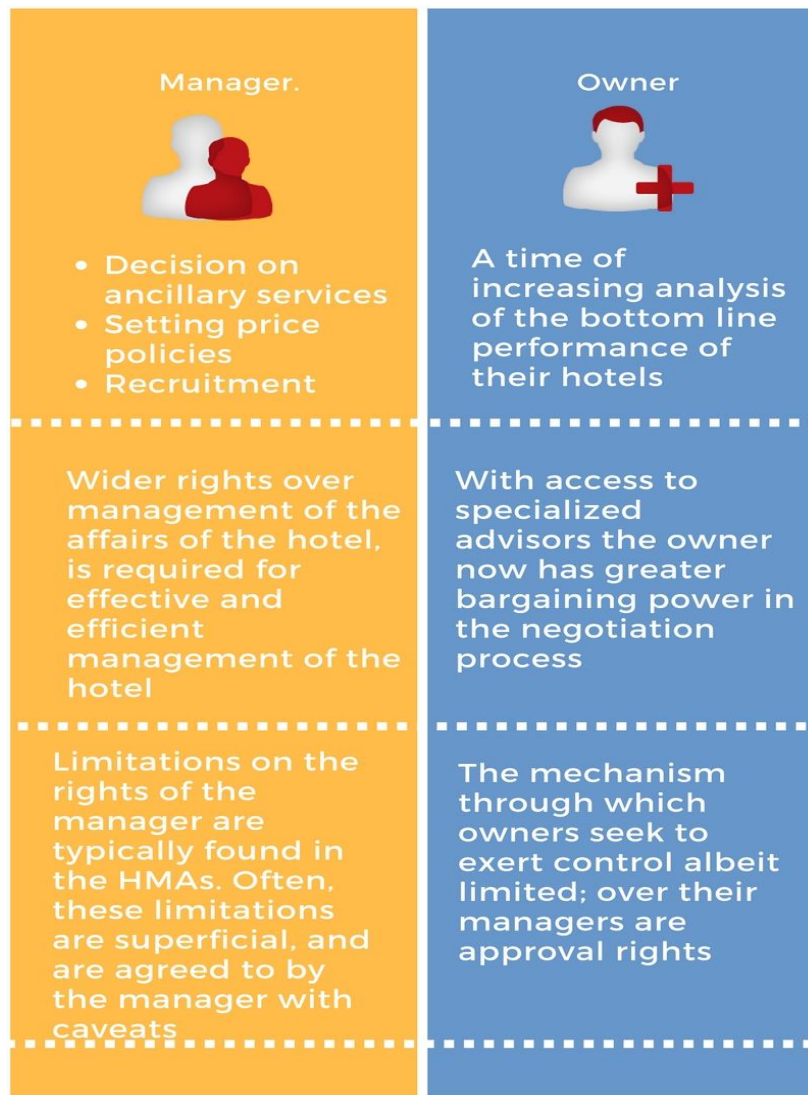 Manager.
• Decision on
ancillary services
• Setting price
policies
• Recruitment
Wider rights over
management of the
affairs of the hotel,
is required for
effective and
efficient
management of the
hotel
Limitations on the
rights of the
manager are
typically found in
the HMAs. Often,
these limitations
are superficial, and
are agreed to by
the manager with
caveats
Owner
A time of
increasing analysis
of the bottom line
performance of
their hotels
With access to
specialized
advisors the owner
now has greater
bargaining power in
the negotiation
process
The mechanism
through which
owners seek to
exert control albeit
limited; over their
managers are
approval rights